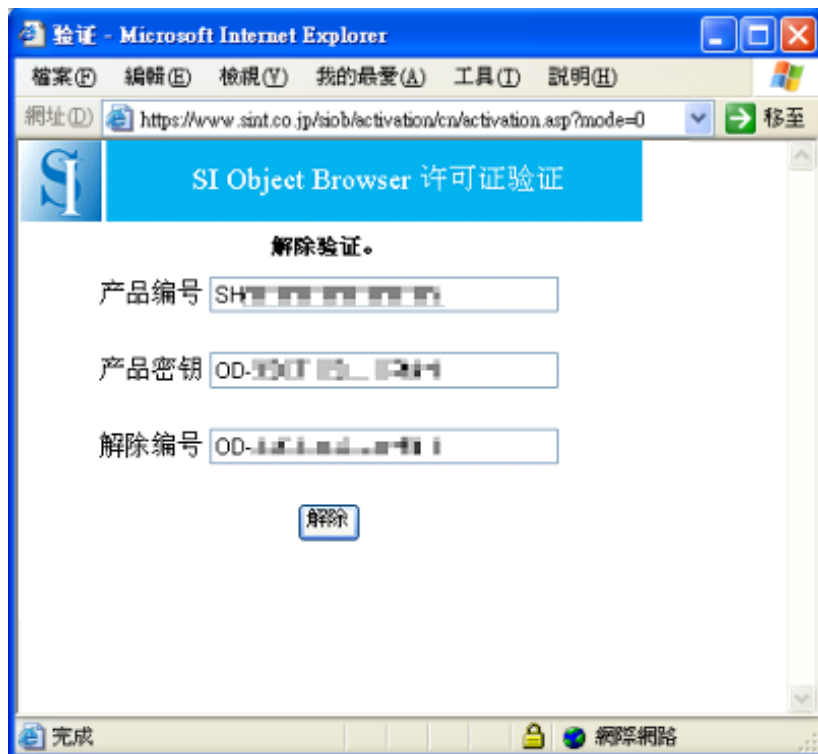 验证 - Microsoft Internet Explorer
檔案(F) 編輯(E) 檢視(V) 我的最愛(A) 工具(T) 說明(H)
網址(D) https://www.sint.co.jp/siob/activation/cn/activation.asp?mode=0 移至
SI SI Object Browser 许可证验证
解除验证。
产品编号 SH
产品密钥 OD-
解除编号 OD-
解除
完成 網際網路